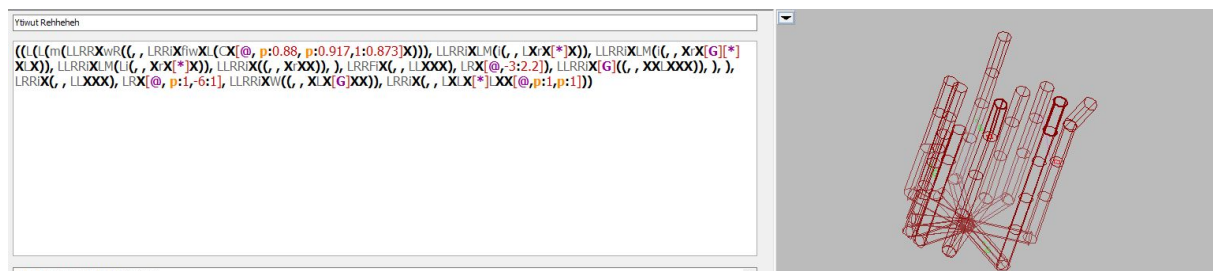 Ytiwut Rehheheh
((L(L(m(LLRRXwR((, , LRRiXfiwXL(CX[@, p:0.88, p:0.917,1:0.873]X))), LLRRiXLM(i(, , LXrX[*]X)), LLRRiXLM(i(, , XrX[G][*]
XLX)), LLRRiXLM(Li(, , XrX[*]X)), LLRRiX((, , XrXX)), ), LRRFiX(, , LLXXX), LRX[@,-3:2.2]), LLRRiX[G]((, , XXLXXX)), ), ),
LRRiX(, , LLXXX), LRX[@, p:1,-6:1], LLRRiXW((, , XLX[G]XX)), LRRiX(, , LXLX[*]LXX[@,p:1,p:1]))